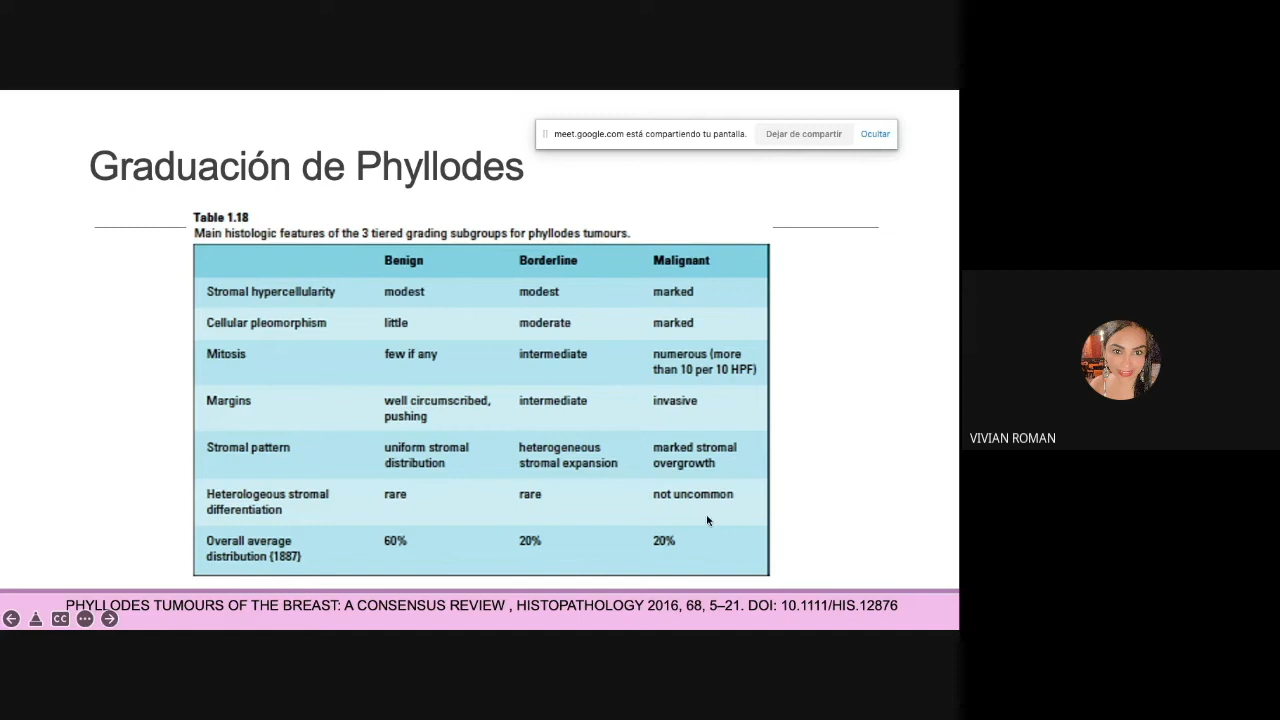 meet.google.com está compartiendo tu pantalla. Dejar de compartir Ocultar
Graduación de Phyllodes
Table 1.18
Main histologic features of the 3 tiered grading subgroups for phyllodes tumours.
Benign Borderline Malignant
Stromal hypercellularity modest modest marked
Cellular pleomorphism little moderate marked
Mitosis few if any intermediate numerous (more
than 10 per 10 HPF)
Margins well circumscribed, intermediate invasive
pushing
Stromal pattern uniform stromal heterogeneous marked stromal
distribution stromal expansion overgrowth
Heterologeous stromal rare rare not uncommon
differentiation
Overall average 60% 20% 20%
distribution {1887}
PHYLLODES TUMOURS OF THE BREAST: A CONSENSUS REVIEW , HISTOPATHOLOGY 2016, 68, 5–21. DOI: 10.1111/HIS.12876
CC
VIVIAN ROMAN